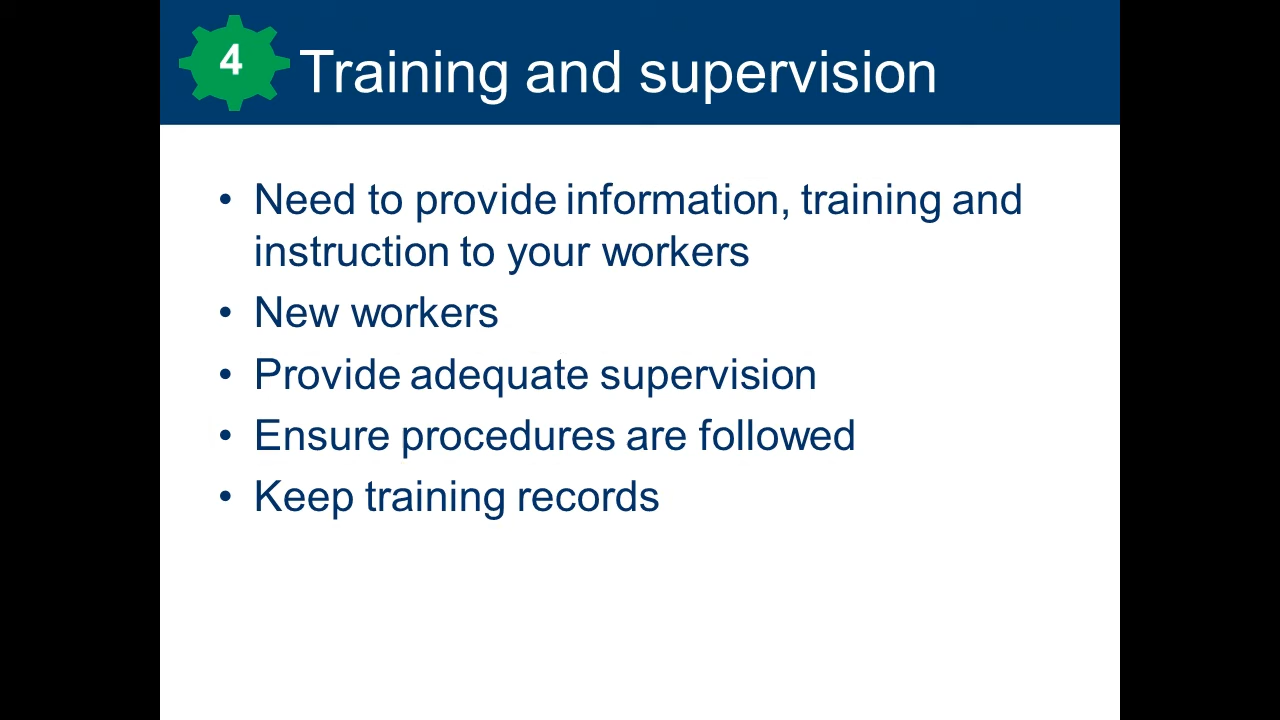 4
Training and supervision
• Need to provide information, training and
instruction to your workers
• New workers
• Provide adequate supervision
• Ensure procedures are followed
• Keep training records